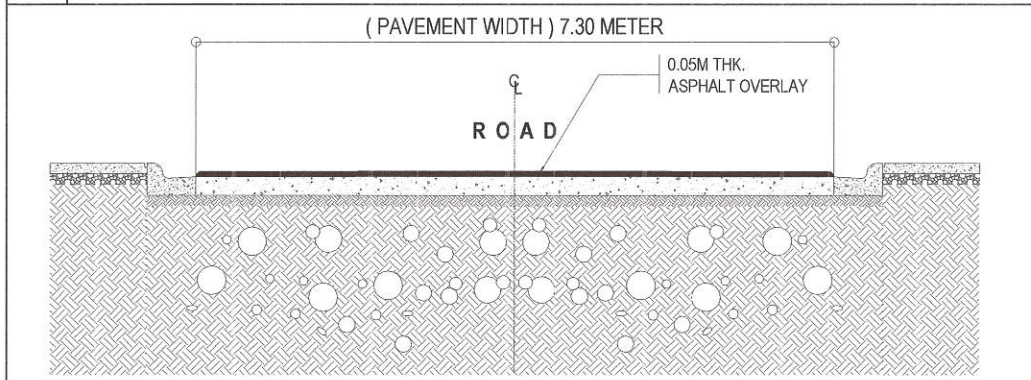 ( PAVEMENT WIDTH ) 7.30 METER
0.05M THK.
ASPHALT OVERLAY
℄
ROAD